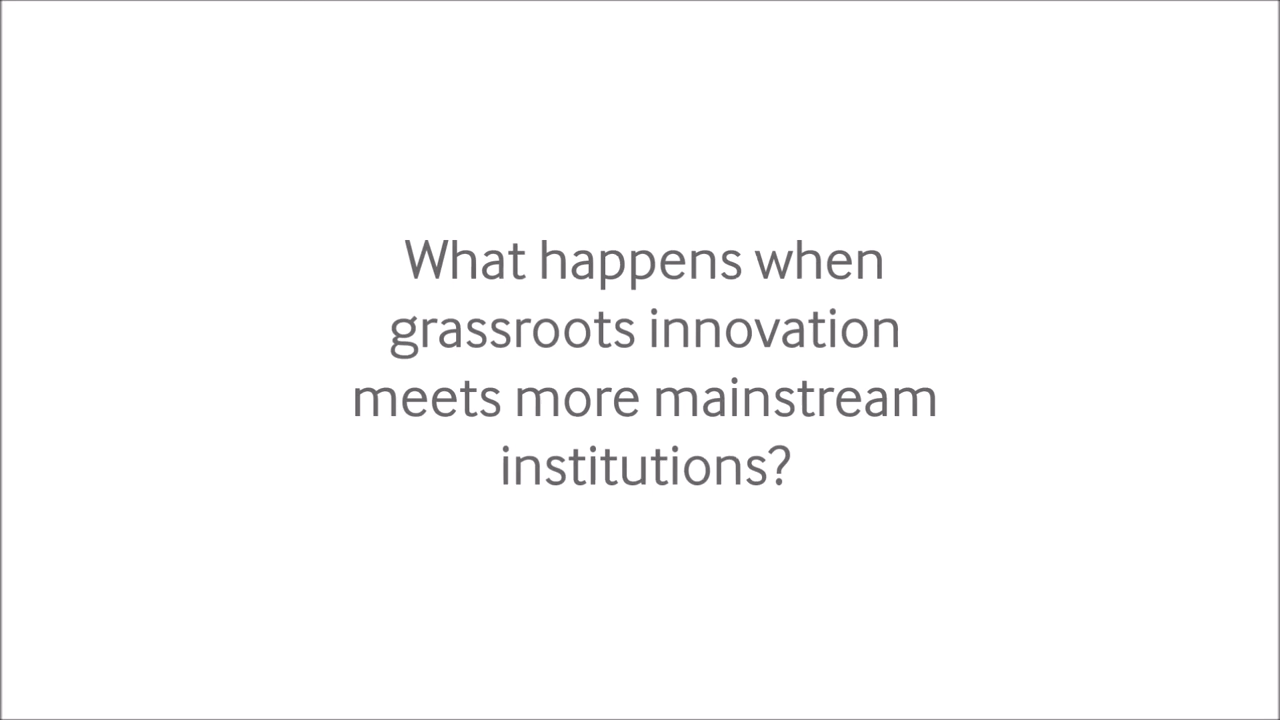 What happens when
grassroots innovation
meets more mainstream
institutions?